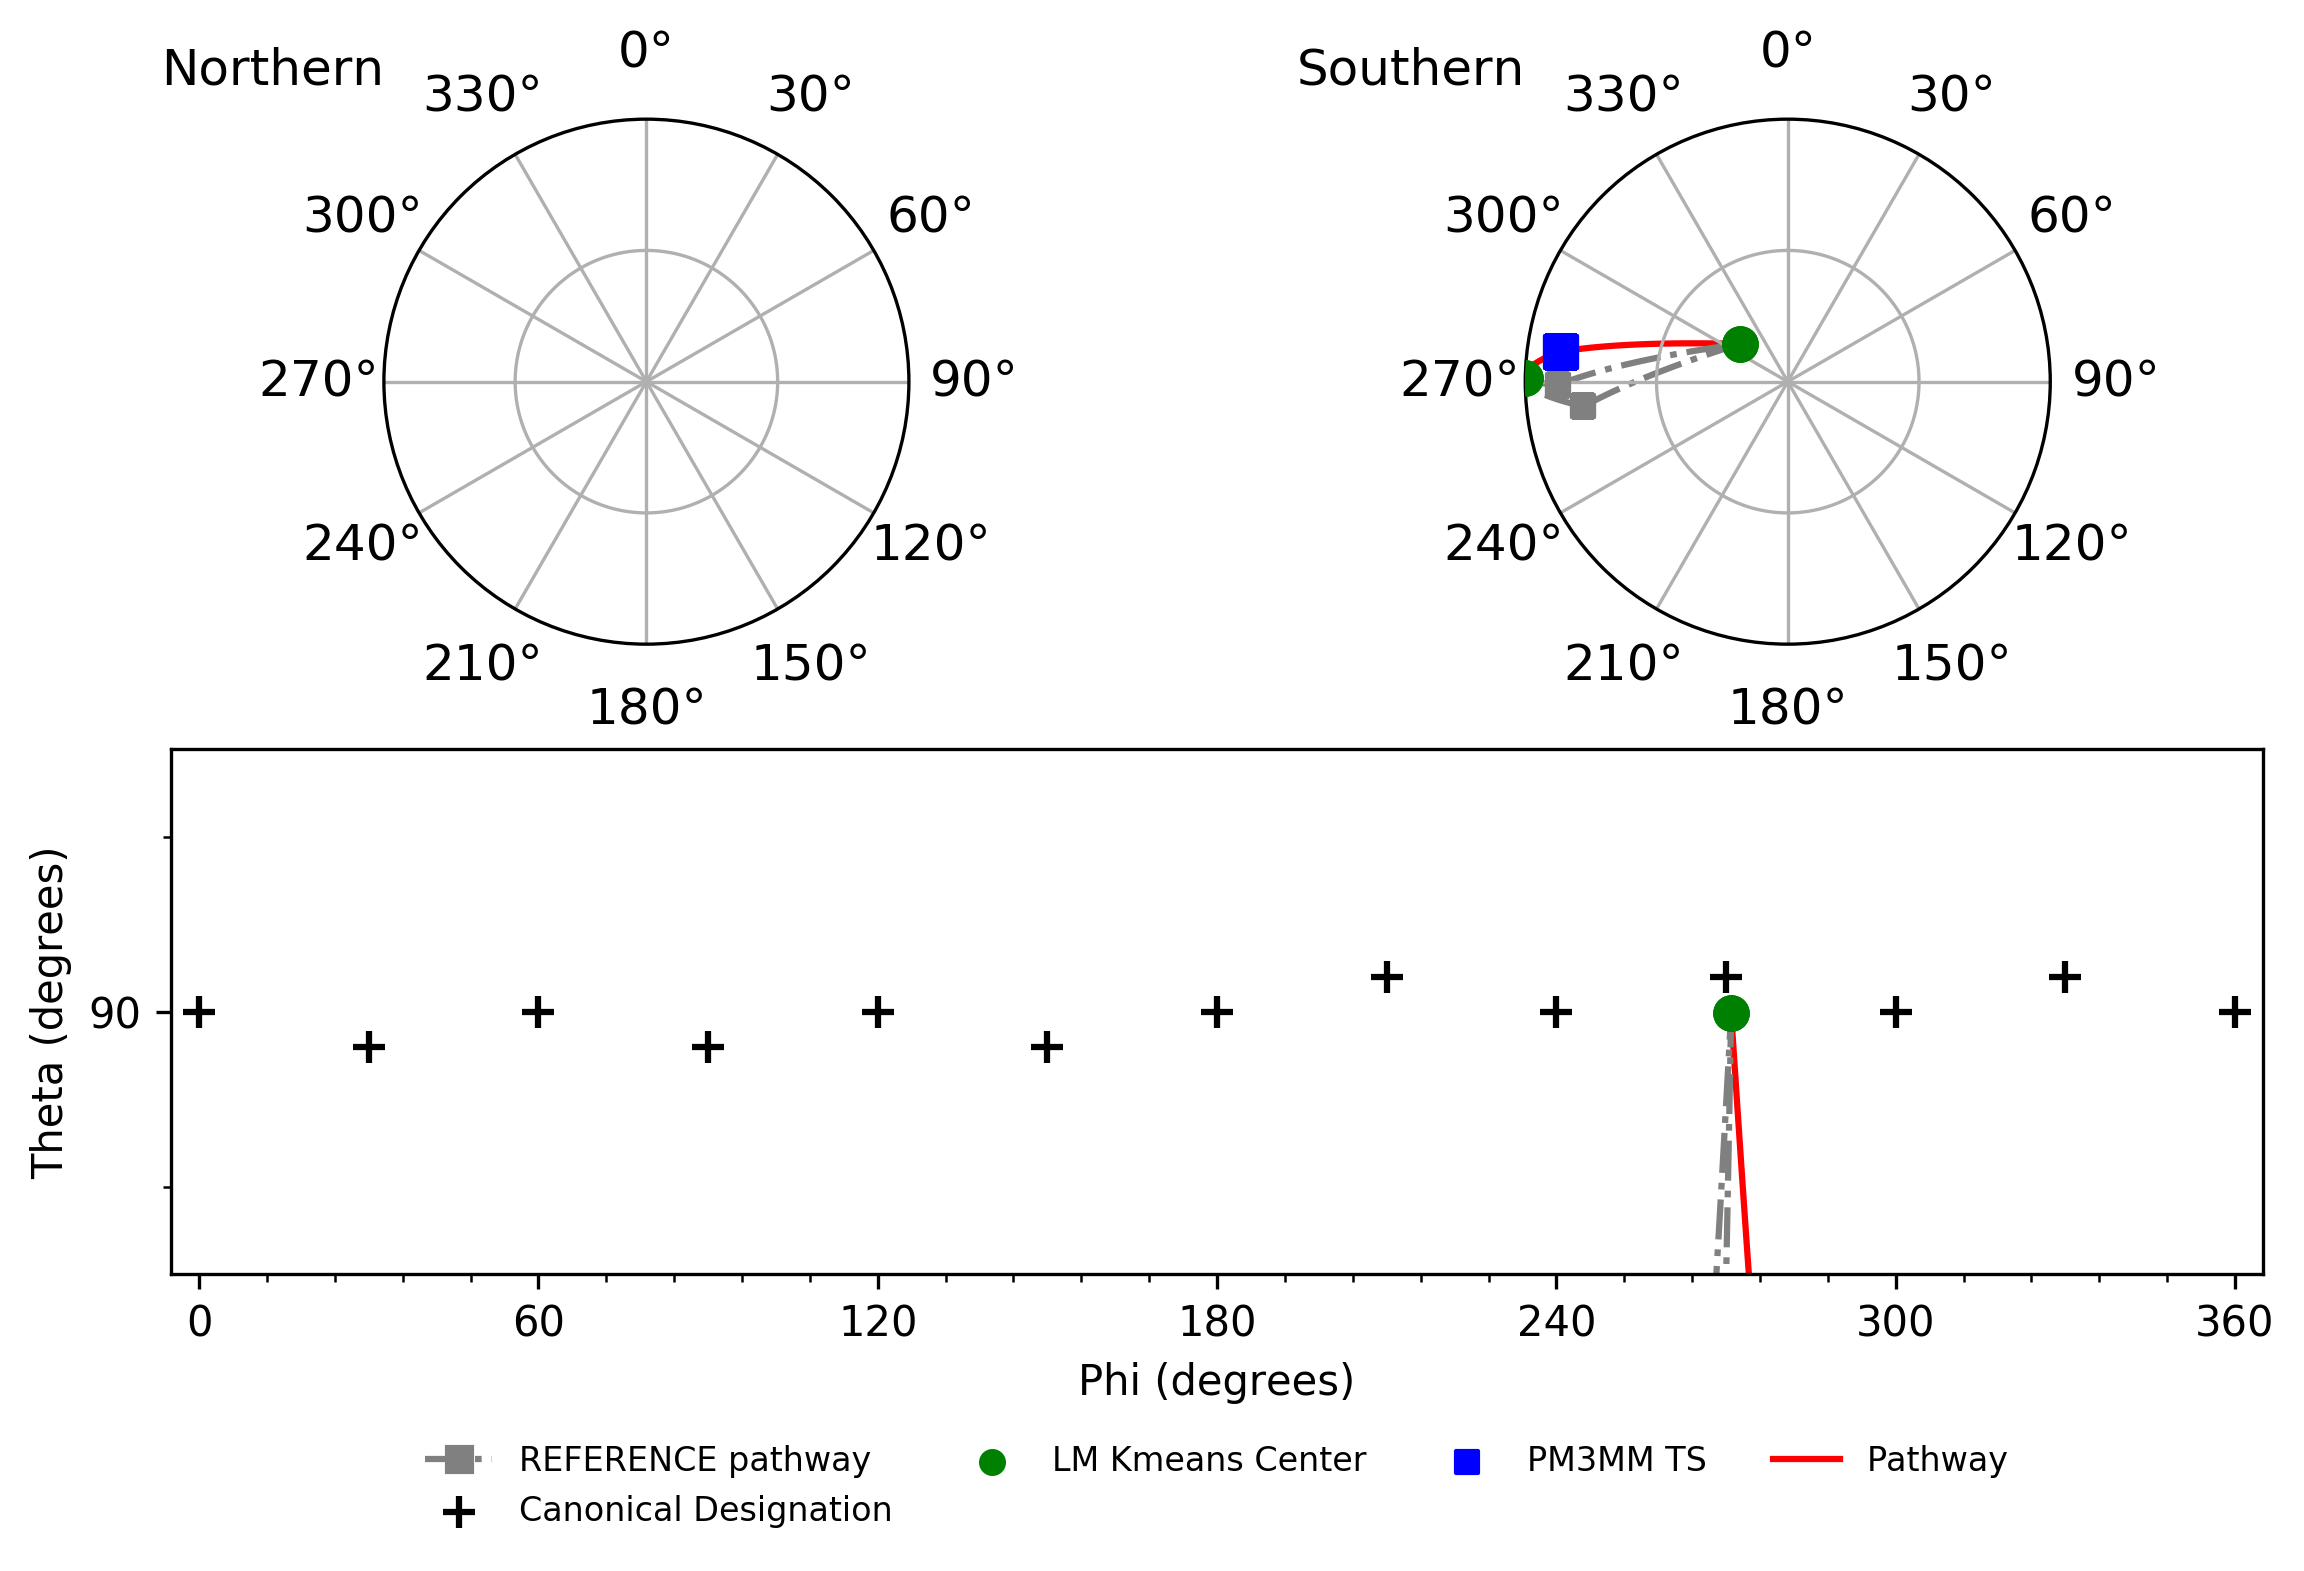 Northern
0°
30°
60°
90°
120°
150°
180°
210°
240°
270°
300°
330°
Southern
0°
30°
60°
90°
120°
150°
180°
210°
240°
270°
300°
330°
Theta (degrees)
90
0 60 120 180 240 300 360
Phi (degrees)
REFERENCE pathway
Canonical Designation
LM Kmeans Center
PM3MM TS
Pathway